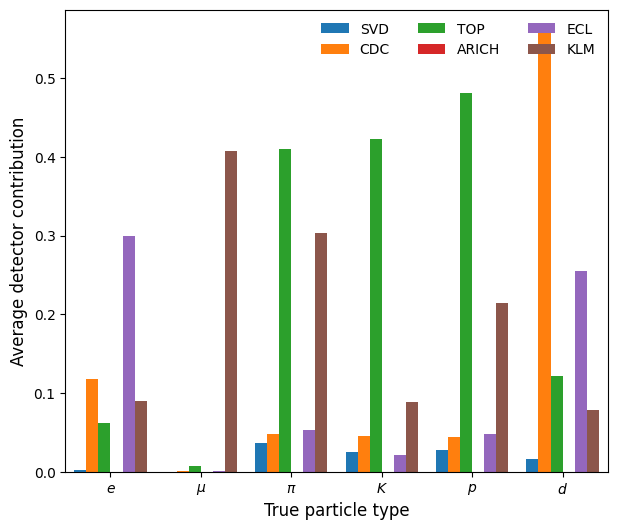 SVD TOP ECL
CDC ARICH KLM
Average detector contribution
0.5
0.4
0.3
0.2
0.1
0.0
e μ π K p d
True particle type